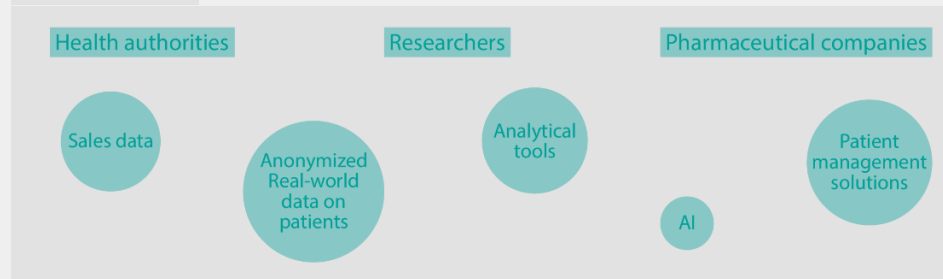 Health authorities
Researchers
Pharmaceutical companies
Sales data
Anonymized
Real-world
data on
patients
Analytical
tools
AI
Patient
management
solutions